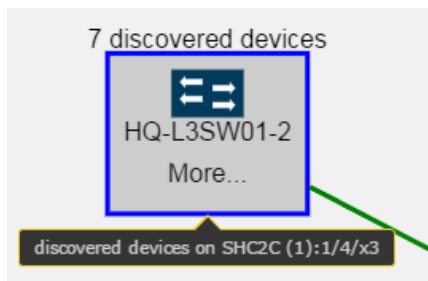 7 discovered devices
HQ-L3SW01-2
More...
discovered devices on SHC2C (1):1/4/x3